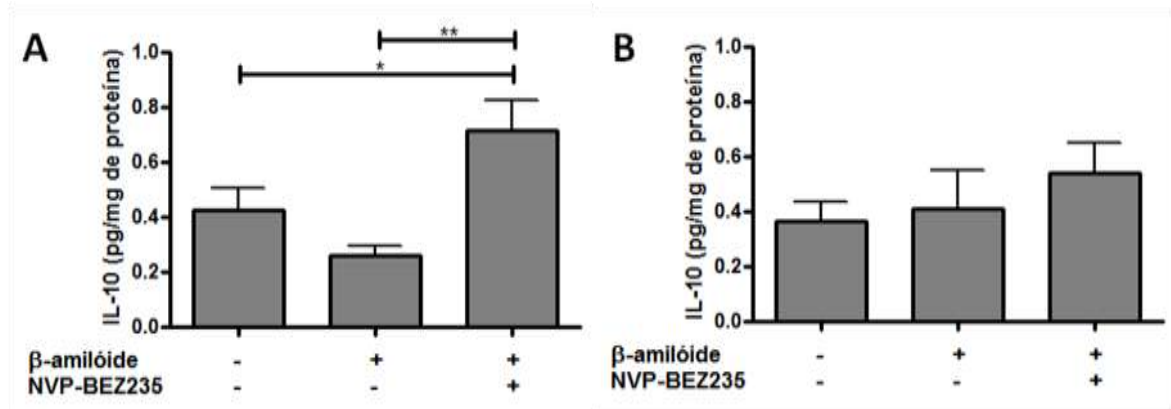 A
IL-10 (pg/mg de proteína)
1.0
0.8
0.6
0.4
0.2
0.0
**
*
β-amilóide - + +
NVP-BEZ235 - - +
B
IL-10 (pg/mg de proteína)
1.0
0.8
0.6
0.4
0.2
0.0
β-amilóide - + +
NVP-BEZ235 - - +